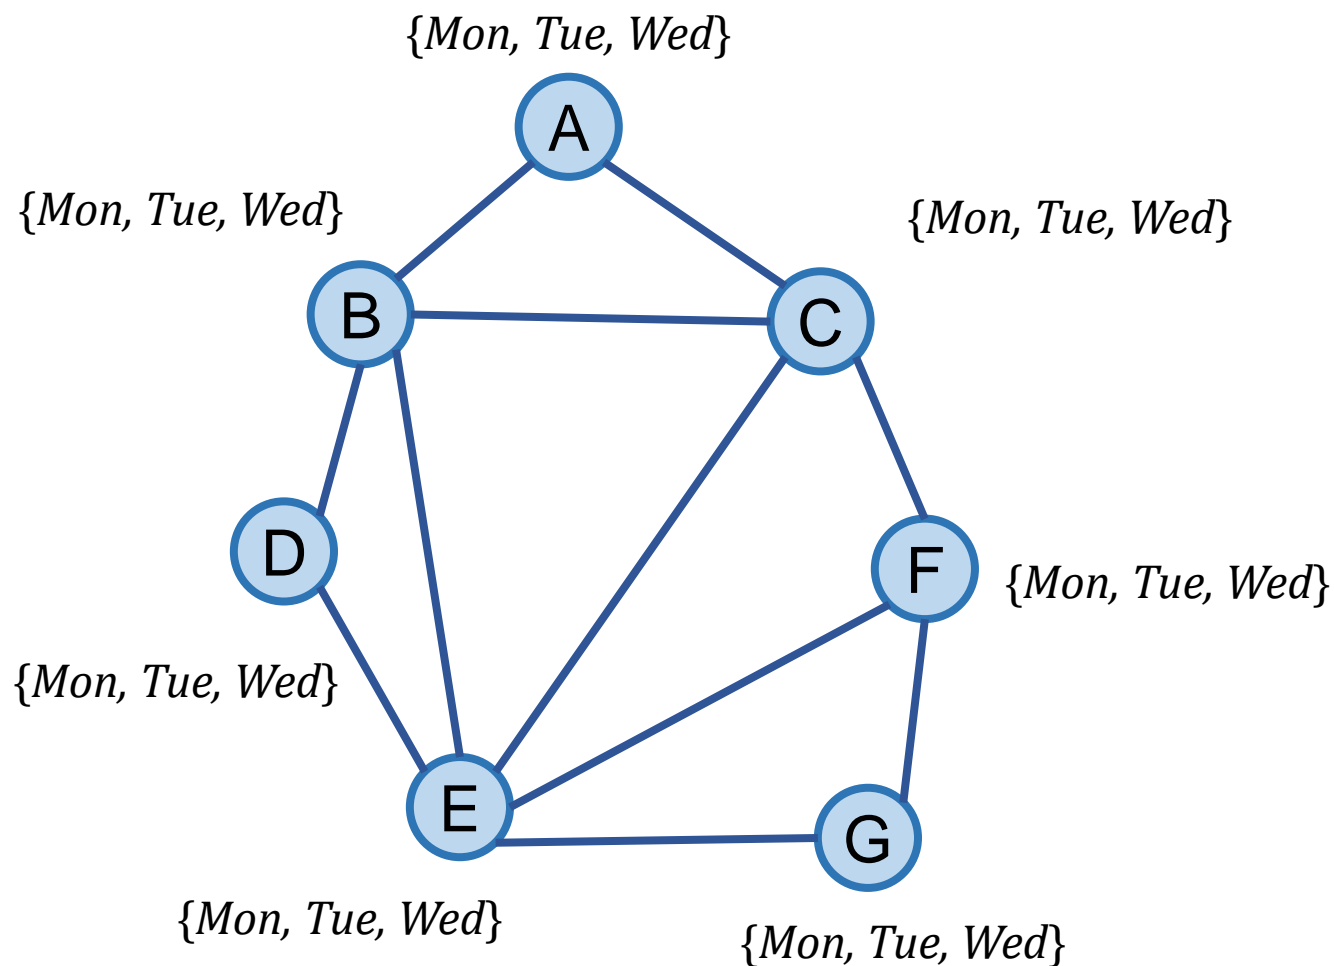 {Mon, Tue, Wed}
A
{Mon, Tue, Wed}
{Mon, Tue, Wed}
B
C
D
F
{Mon, Tue, Wed}
{Mon, Tue, Wed}
E
G
{Mon, Tue, Wed}
{Mon, Tue, Wed}